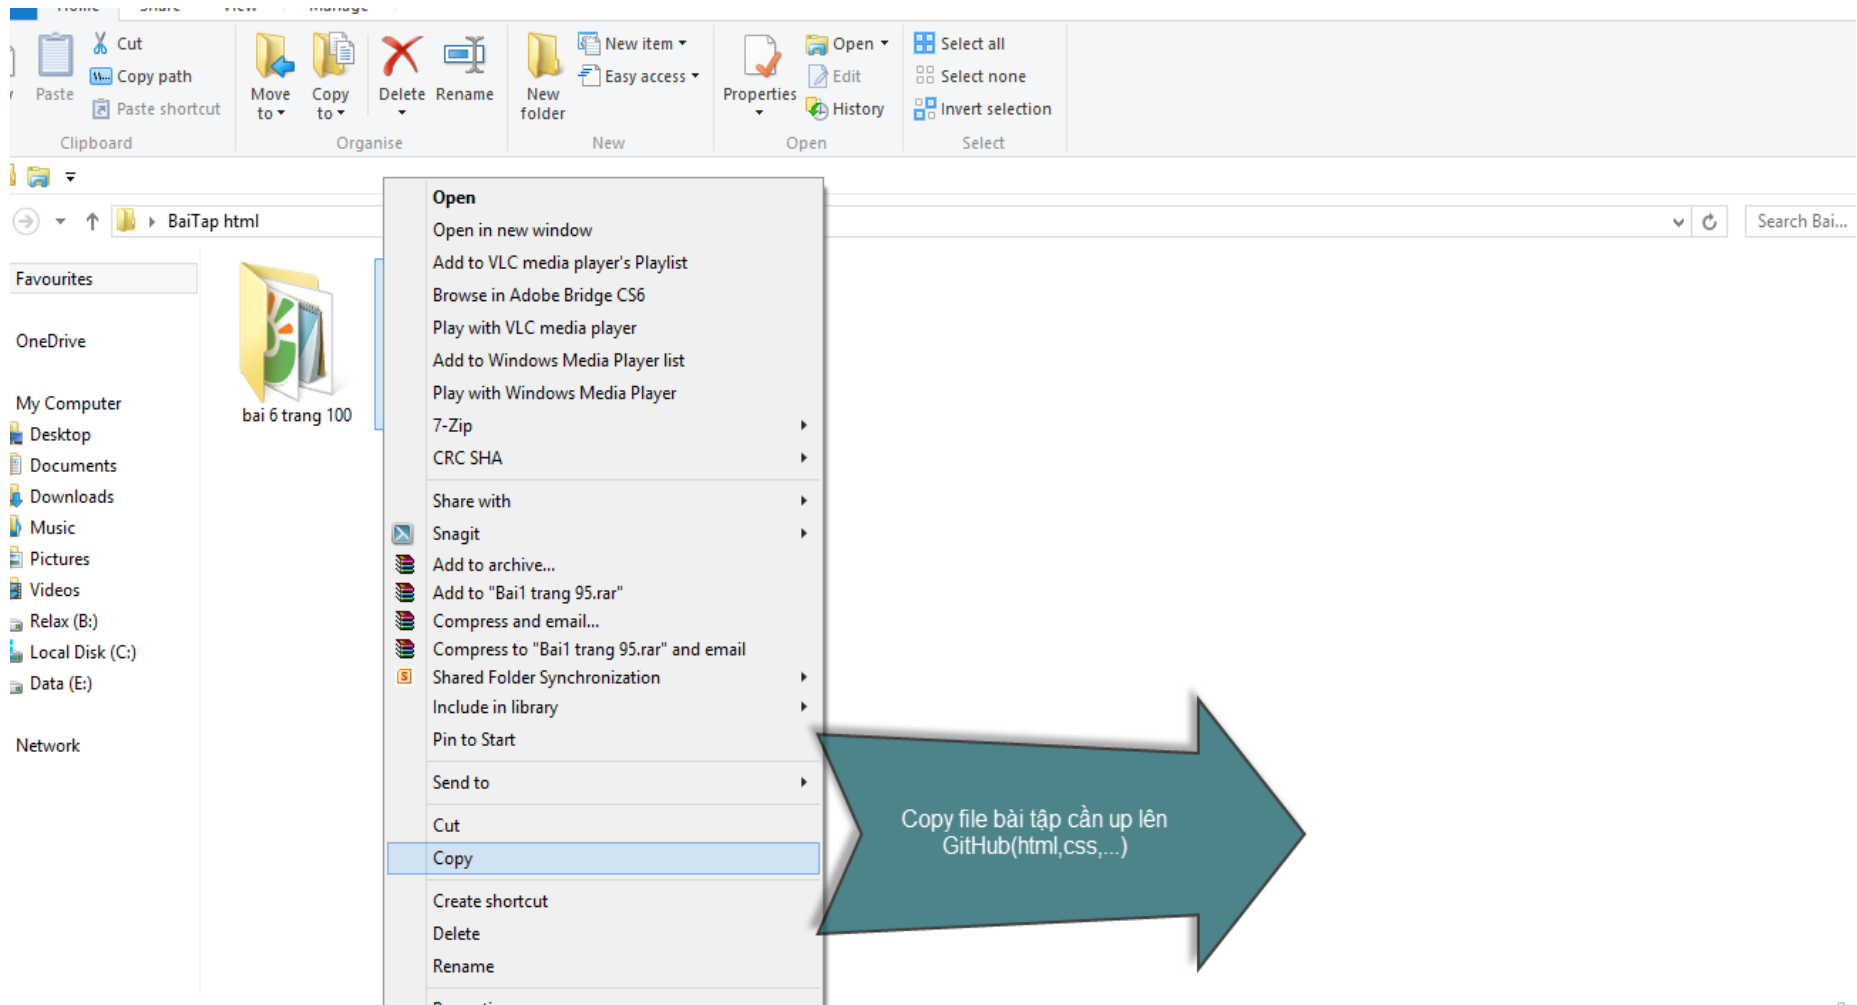 Home Share View Manage
Cut
Copy path
Paste shortcut
Paste
Clipboard
Move to
Copy to
Delete
Rename
Organise
New folder
New item
Easy access
New
Properties
Open
Edit
History
Open
Select all
Select none
Invert selection
Select
BaiTap html
Search Bai...
Favourites
OneDrive
My Computer
Desktop
Documents
Downloads
Music
Pictures
Videos
Relax (B:)
Local Disk (C:)
Data (E:)
Network
bai 6 trang 100
Open
Open in new window
Add to VLC media player's Playlist
Browse in Adobe Bridge CS6
Play with VLC media player
Add to Windows Media Player list
Play with Windows Media Player
7-Zip
CRC SHA
Share with
Snagit
Add to archive...
Add to "Bai1 trang 95.rar"
Compress and email...
Compress to "Bai1 trang 95.rar" and email
Shared Folder Synchronization
Include in library
Pin to Start
Send to
Cut
Copy
Create shortcut
Delete
Rename
Copy file bài tập cần up lên
GitHub(html,css,...)